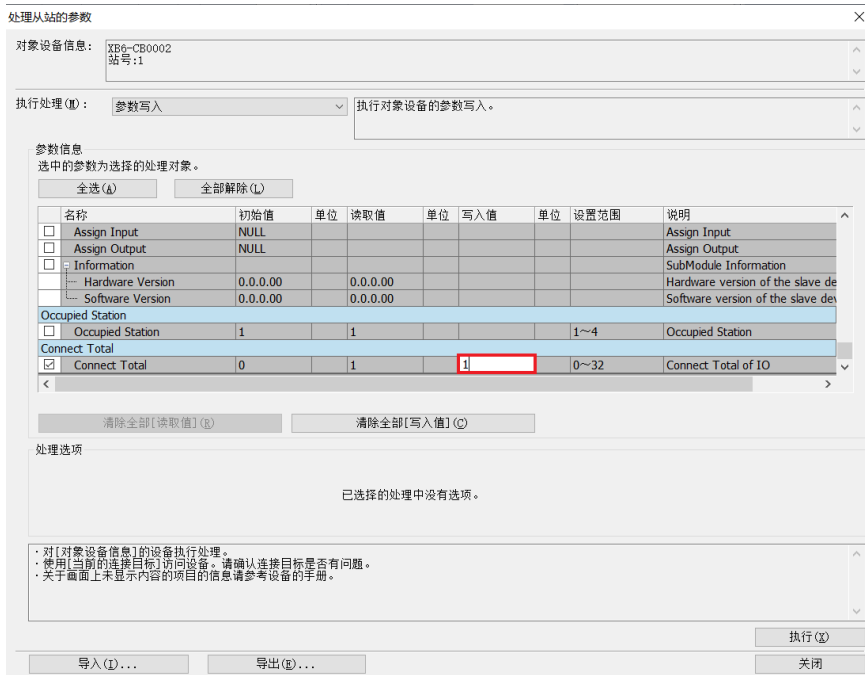 处理从站的参数
对象设备信息: XB6-CB0002
站号:1
执行处理(M): 参数写入 执行对象设备的参数写入。
参数信息
选中的参数为选择的处理对象。
全选(A) 全部解除(L)
名称 初始值 单位 读取值 单位 写入值 单位 设置范围 说明
Assign Input NULL Assign Input
Assign Output NULL Assign Output
Information SubModule Information
Hardware Version 0.0.0.00 0.0.0.00 Hardware version of the slave de
Software Version 0.0.0.00 0.0.0.00 Software version of the slave dev
Occupied Station
Occupied Station 1 1 1~4 Occupied Station
Connect Total
Connect Total 0 1 1 0~32 Connect Total of IO
清除全部[读取值](R) 清除全部[写入值](C)
处理选项
已选择的处理中没有选项。
·对[对象设备信息]的设备执行处理。
·使用[当前的连接目标]访问设备。请确认连接目标是否有问题。
·关于画面上未显示内容的项目的信息请参考设备的手册。
执行(X)
导入(I)... 导出(E)... 关闭